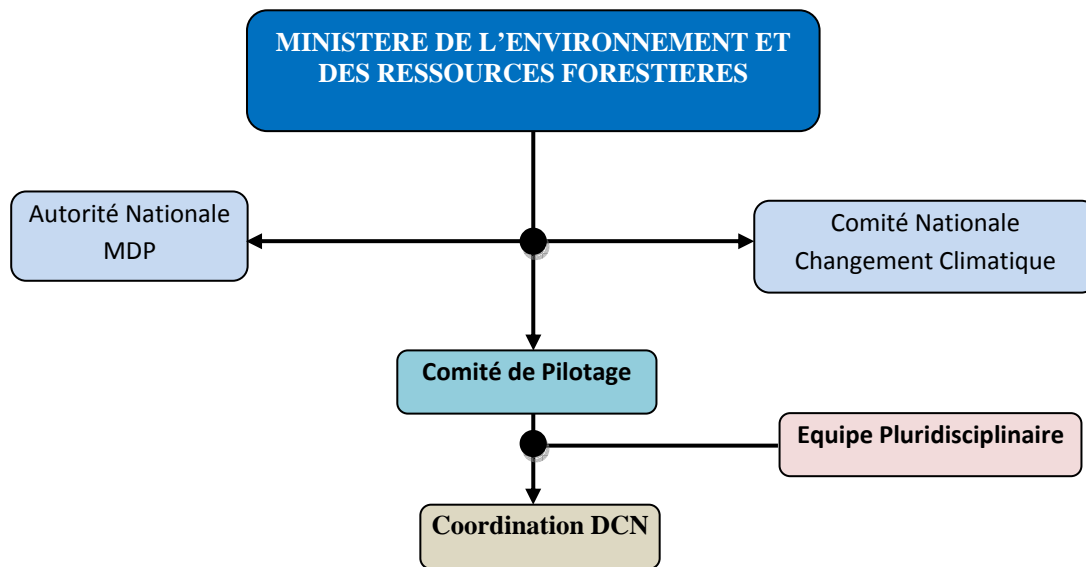 MINISTERE DE L’ENVIRONNEMENT ET
DES RESSOURCES FORESTIERES
Autorité Nationale
MDP
Comité Nationale
Changement Climatique
Comité de Pilotage
Equipe Pluridisciplinaire
Coordination DCN